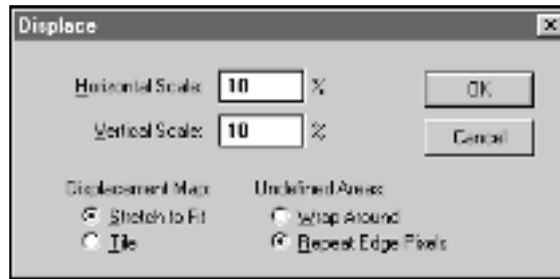 Displace
Horizontal Scale: 10 %
OK
Vertical Scale: 10 %
Cancel
Displacement Map:
Stretch to Fit
Tile
Undefined Areas:
Wrap Around
Repeat Edge Pixels